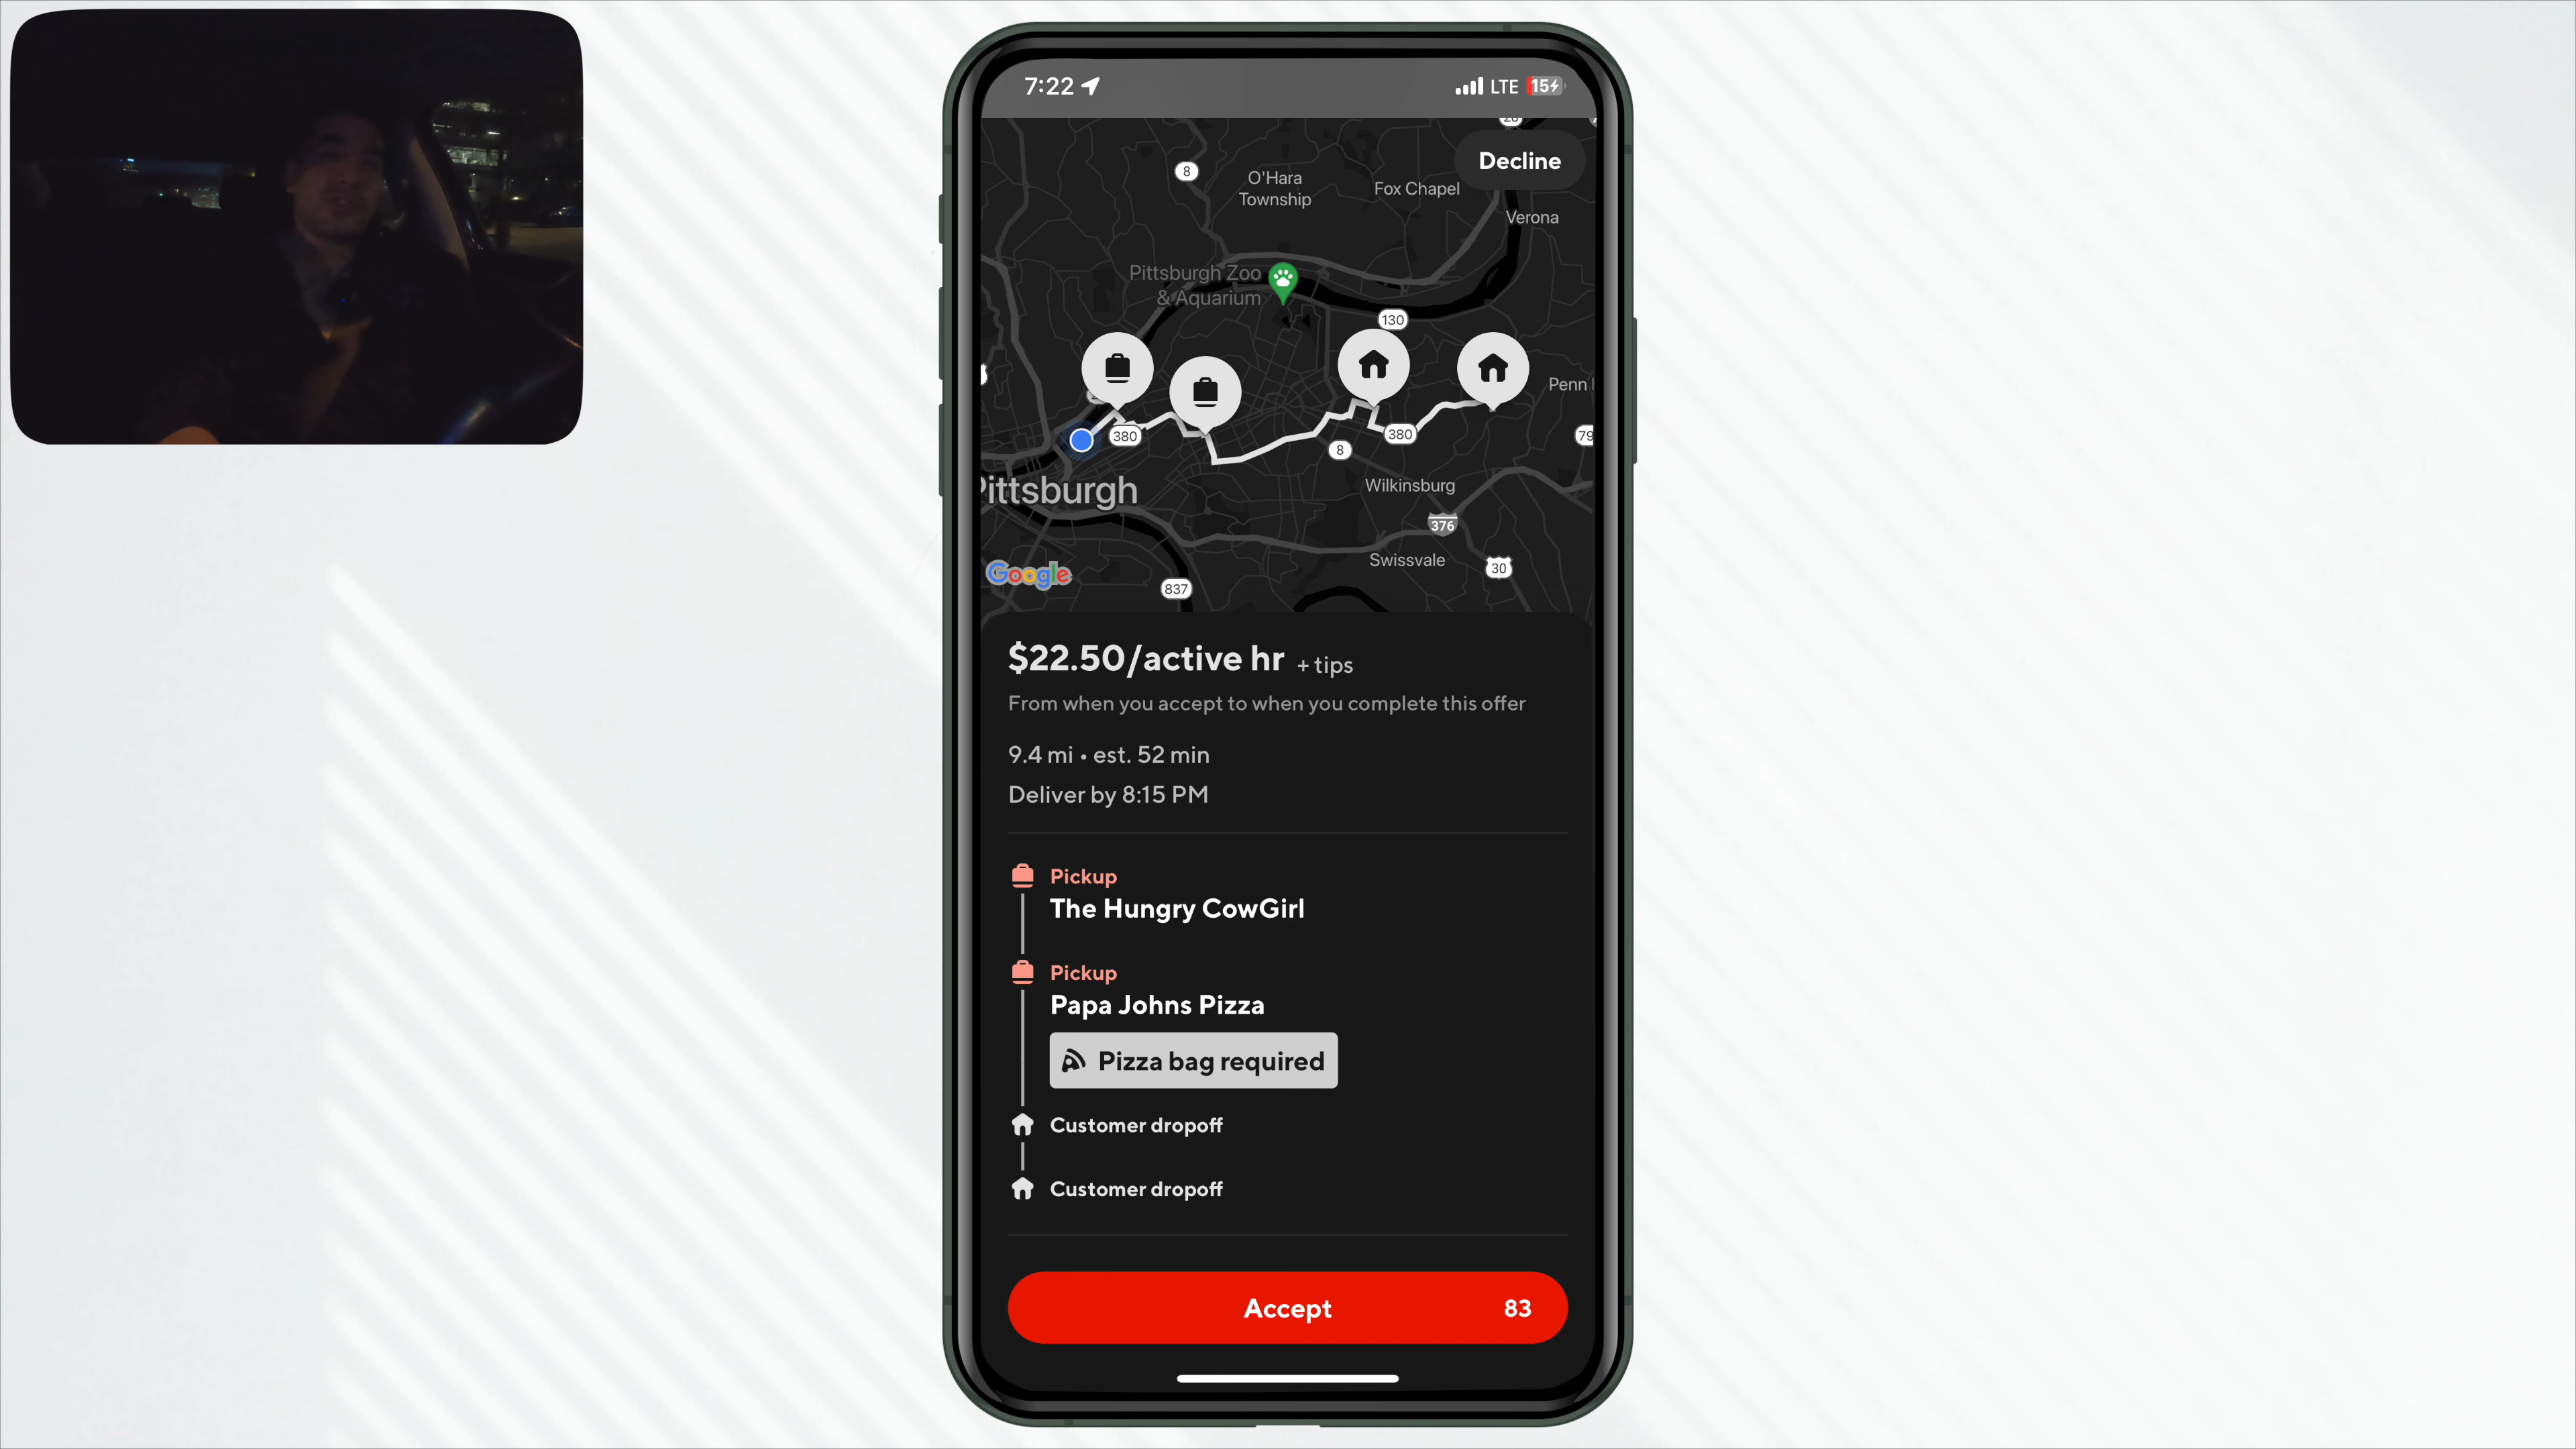 7:22
LTE 15
Decline
8
O'Hara
Township
Fox Chapel
Verona
Pittsburgh Zoo
& Aquarium
130
Penn
380
380
8
79
Pittsburgh
Wilkinsburg
376
Swissvale
30
Google
837
$22.50/active hr + tips
From when you accept to when you complete this offer
9.4 mi • est. 52 min
Deliver by 8:15 PM
Pickup
The Hungry CowGirl
Pickup
Papa Johns Pizza
Pizza bag required
Customer dropoff
Customer dropoff
Accept 83